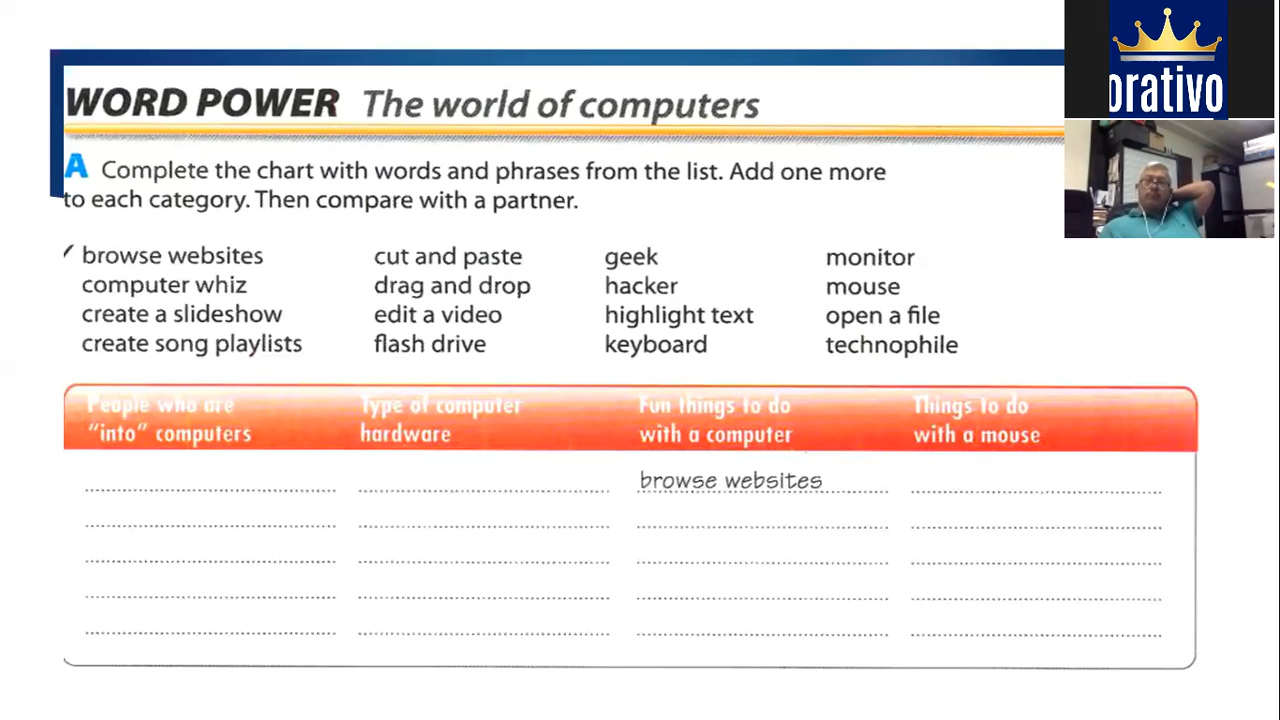 WORD POWER The world of computers
A Complete the chart with words and phrases from the list. Add one more
to each category. Then compare with a partner.
browse websites cut and paste geek monitor
computer whiz drag and drop hacker mouse
create a slideshow edit a video highlight text open a file
create song playlists flash drive keyboard technophile
People who are Type of computer Fun things to do Things to do
"into" computers hardware with a computer with a mouse
browse websites
orativo